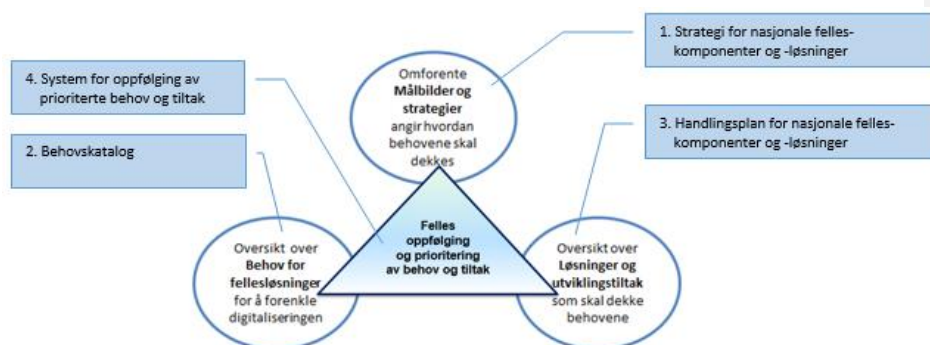 1. Strategi for nasjonale felles-
komponenter og -løsninger
4. System for oppfølging av
prioriterte behov og tiltak
Omforente
Målbilder og
strategier
angir hvordan
behovene skal
dekkes
2. Behovskatalog
3. Handlingsplan for nasjonale felles-
komponenter og -løsninger
Felles
oppfølging
og prioritering
av behov og tiltak
Oversikt over
Behov for
fellesløsninger
for å forenkle
digitaliseringen
Oversikt over
Løsninger og
utviklingstiltak
som skal dekke
behovene